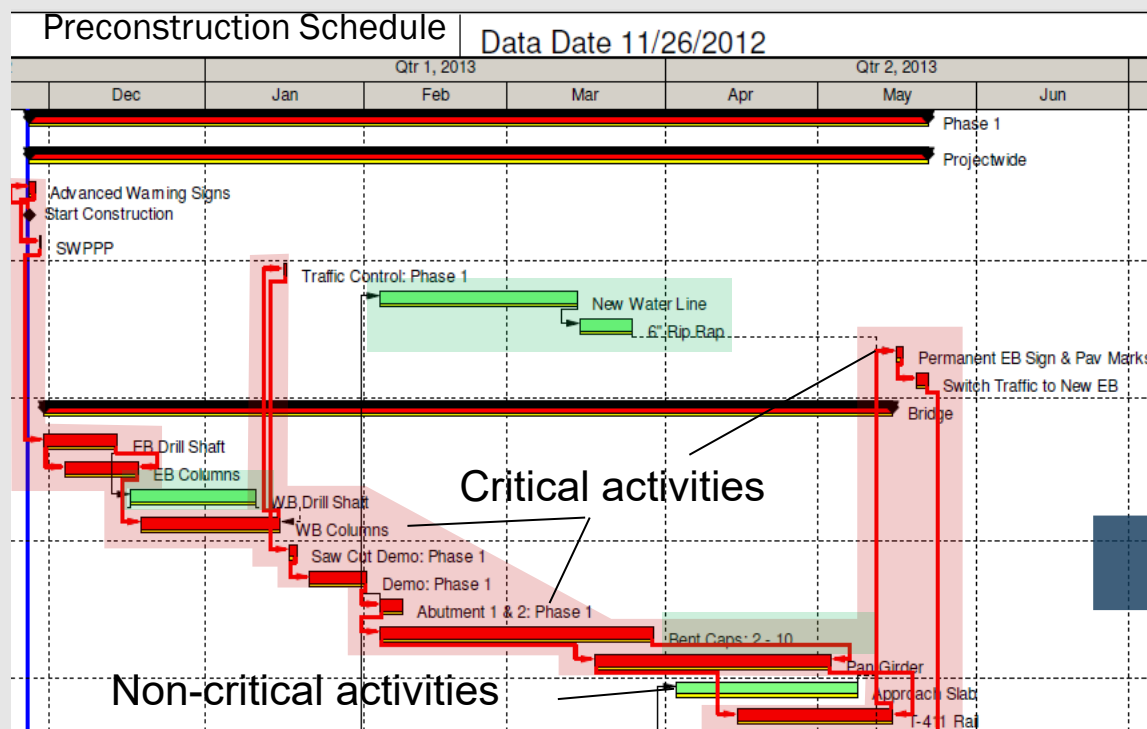 Preconstruction Schedule
Data Date 11/26/2012
Qtr 1, 2013
Qtr 2, 2013
Dec
Jan
Feb
Mar
Apr
May
Jun
Phase 1
Projectwide
Advanced Warning Signs
Start Construction
SWPPP
Traffic Control: Phase 1
New Water Line
6" Rip Rap
Permanent EB Sign & Pav Marks
Switch Traffic to New EB
Bridge
EB Drill Shaft
EB Columns
Critical activities
WB Drill Shaft
WB Columns
Saw Cut Demo: Phase 1
Demo: Phase 1
Abutment 1 & 2: Phase 1
Bent Caps: 2 - 10
Pan Girder
Non-critical activities
Approach Slab
T-411 Rail